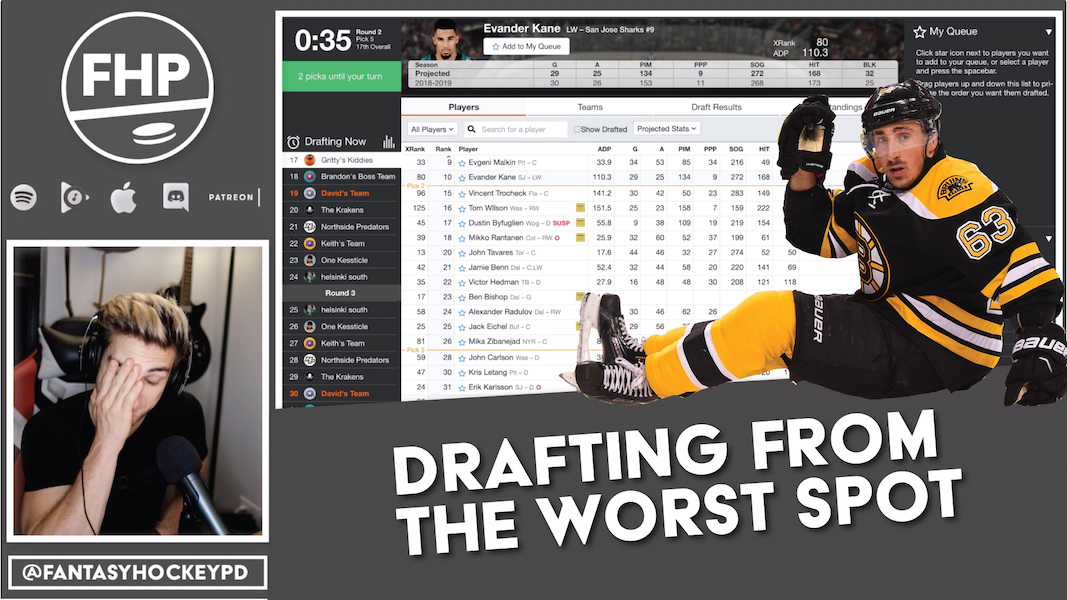 FHP
PATREON
@FANTASYHOCKEYPD
0:35
Round 2
Pick 5
17th Overall
2 picks until your turn
Drafting Now
17 Gritty's Kiddies
18 Brandon's Boss Team
19 David's Team
20 The Krakens
21 Northside Predators
22 Keith's Team
23 One Kessticle
24 helsinki south
Round 3
25 helsinki south
26 One Kessticle
27 Keith's Team
28 Northside Predators
29 The Krakens
30 David's Team
Evander Kane LW – San Jose Sharks #9
Add to My Queue
XRank 80
ADP 110.3
Season G A PIM PPP SOG HIT BLK
Projected 29 25 134 9 272 168 32
2018-2019 30 26 153 11 268 173 25
Players Teams Draft Results
All Players Search for a player Show Drafted Projected Stats
XRank Rank Player ADP G A PIM PPP SOG HIT
33 9 Evgeni Malkin Pit – C 33.9 34 53 85 34 216 49
80 10 Evander Kane SJ – LW 110.3 29 25 134 9 272 168
Pick 2
96 15 Vincent Trocheck Fla – C 141.2 30 42 50 23 283 149
125 16 Tom Wilson Was – RW 151.5 25 23 158 7 159 222
45 17 Dustin Byfuglien Wpg – D SUSP 55.8 9 38 109 19 219 154
39 18 Mikko Rantanen Col – RW O 25.9 32 60 52 37 199 61
13 20 John Tavares Tor – C 17.6 44 46 32 27 274 52 50
42 21 Jamie Benn Dal – C,LW 52.4 32 44 58 20 220 141 69
35 22 Victor Hedman TB – D 27.9 16 48 48 30 208 121 118
17 23 Ben Bishop Dal – G
58 24 Alexander Radulov Dal – RW 30 46 62 26
25 25 Jack Eichel Buf – C 29 56
81 26 Mika Zibanejad NYR – C
Pick 3
59 28 John Carlson Was – D
47 30 Kris Letang Pit – D
24 31 Erik Karlsson SJ – D O
My Queue
Click star icon next to players you want
to add to your queue, or select a player
and press the spacebar.
the order you want them drafted.
BAUER
BRUINS
63
BAUER
DRAFTING FROM
THE WORST SPOT